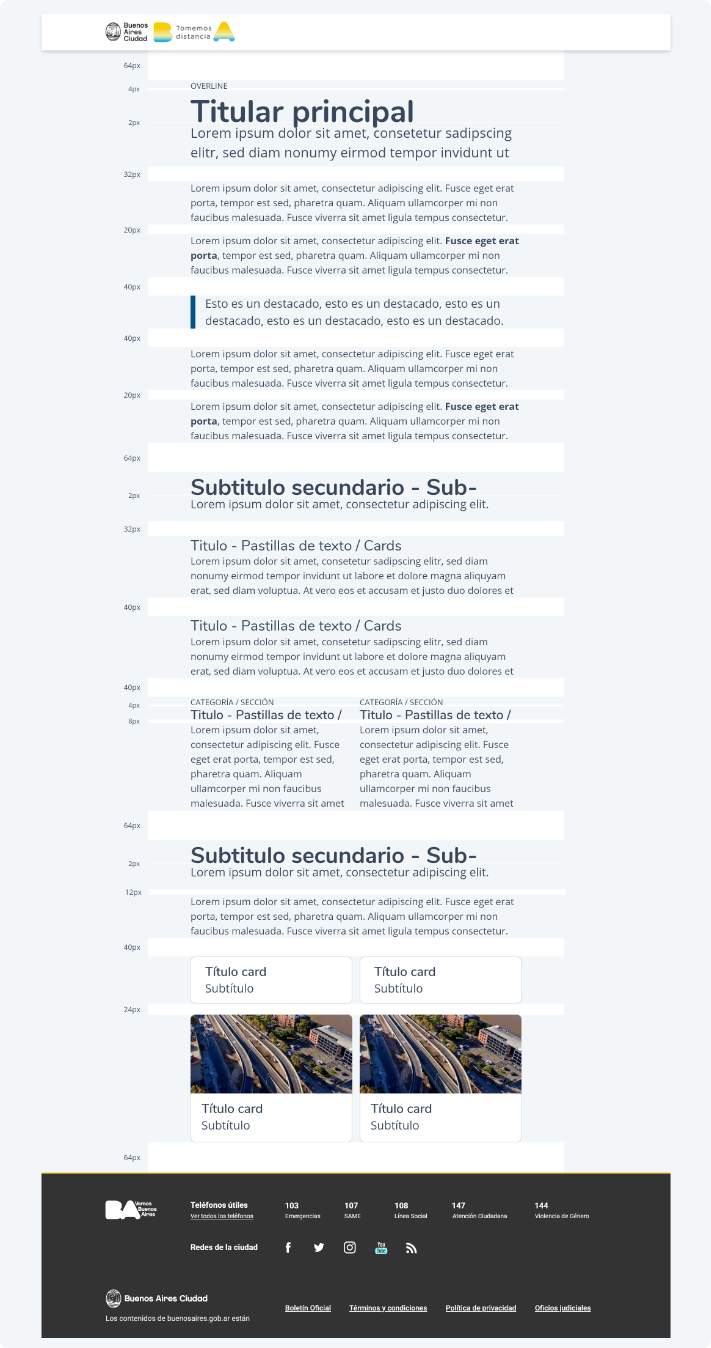 Buenos
Aires
Ciudad
BA
Tomemos
distancia
64px
OVERLINE
4px
Titular principal
2px
Lorem ipsum dolor sit amet, consetetur sadipscing
elitr, sed diam nonumy eirmod tempor invidunt ut
32px
Lorem ipsum dolor sit amet, consectetur adipiscing elit. Fusce eget erat
porta, tempor est sed, pharetra quam. Aliquam ullamcorper mi non
faucibus malesuada. Fusce viverra sit amet ligula tempus consectetur.
20px
Lorem ipsum dolor sit amet, consectetur adipiscing elit. Fusce eget erat
porta, tempor est sed, pharetra quam. Aliquam ullamcorper mi non
faucibus malesuada. Fusce viverra sit amet ligula tempus consectetur.
40px
Esto es un destacado, esto es un destacado, esto es un
destacado, esto es un destacado, esto es un destacado.
40px
Lorem ipsum dolor sit amet, consectetur adipiscing elit. Fusce eget erat
porta, tempor est sed, pharetra quam. Aliquam ullamcorper mi non
faucibus malesuada. Fusce viverra sit amet ligula tempus consectetur.
20px
Lorem ipsum dolor sit amet, consectetur adipiscing elit. Fusce eget erat
porta, tempor est sed, pharetra quam. Aliquam ullamcorper mi non
faucibus malesuada. Fusce viverra sit amet ligula tempus consectetur.
64px
Subtitulo secundario - Sub-
2px
Lorem ipsum dolor sit amet, consectetur adipiscing elit.
32px
Titulo - Pastillas de texto / Cards
Lorem ipsum dolor sit amet, consetetur sadipscing elitr, sed diam
nonumy eirmod tempor invidunt ut labore et dolore magna aliquyam
erat, sed diam voluptua. At vero eos et accusam et justo duo dolores et
40px
Titulo - Pastillas de texto / Cards
Lorem ipsum dolor sit amet, consetetur sadipscing elitr, sed diam
nonumy eirmod tempor invidunt ut labore et dolore magna aliquyam
erat, sed diam voluptua. At vero eos et accusam et justo duo dolores et
40px
4px
8px
CATEGORÍA / SECCIÓN
Titulo - Pastillas de texto /
Lorem ipsum dolor sit amet,
consectetur adipiscing elit. Fusce
eget erat porta, tempor est sed,
pharetra quam. Aliquam
ullamcorper mi non faucibus
malesuada. Fusce viverra sit amet
CATEGORÍA / SECCIÓN
Titulo - Pastillas de texto /
Lorem ipsum dolor sit amet,
consectetur adipiscing elit. Fusce
eget erat porta, tempor est sed,
pharetra quam. Aliquam
ullamcorper mi non faucibus
malesuada. Fusce viverra sit amet
64px
Subtitulo secundario - Sub-
2px
Lorem ipsum dolor sit amet, consectetur adipiscing elit.
12px
Lorem ipsum dolor sit amet, consectetur adipiscing elit. Fusce eget erat
porta, tempor est sed, pharetra quam. Aliquam ullamcorper mi non
faucibus malesuada. Fusce viverra sit amet ligula tempus consectetur.
40px
Título card
Subtítulo
Título card
Subtítulo
24px
Título card
Subtítulo
Título card
Subtítulo
64px
BA
Vamos
Buenos
Aires
Teléfonos útiles
Ver todos los teléfonos
103
Emergencias
107
SAME
108
Línea Social
147
Atención Ciudadana
144
Violencia de Género
Redes de la ciudad
You
Tube
Buenos Aires Ciudad
Los contenidos de buenosaires.gob.ar están
Boletín Oficial
Términos y condiciones
Política de privacidad
Oficios judiciales